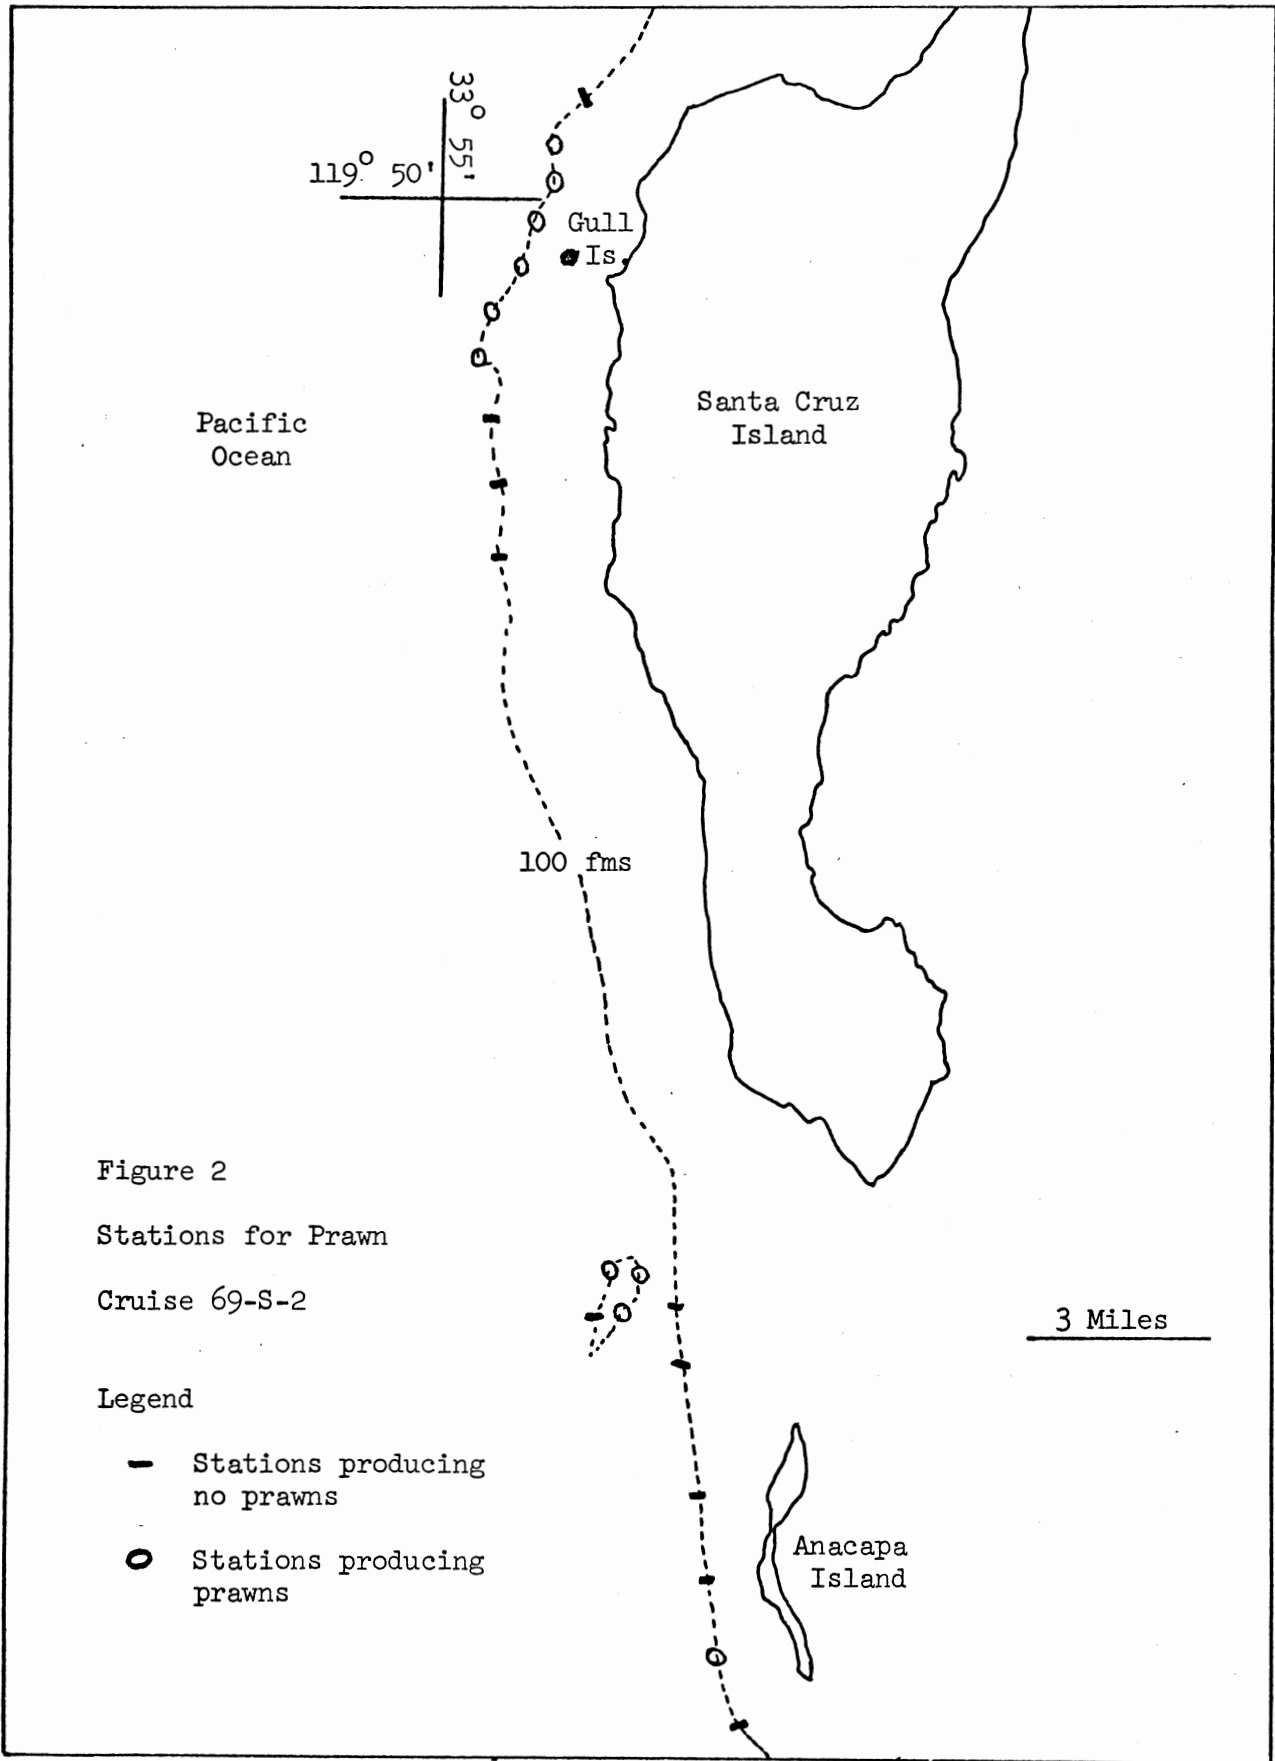 33° 55'
119° 50'
Gull
Is.
Santa Cruz
Island
Pacific
Ocean
100 fms
Figure 2
Stations for Prawn
Cruise 69-S-2
3 Miles
Legend
Stations producing
no prawns
Stations producing
prawns
Anacapa
Island